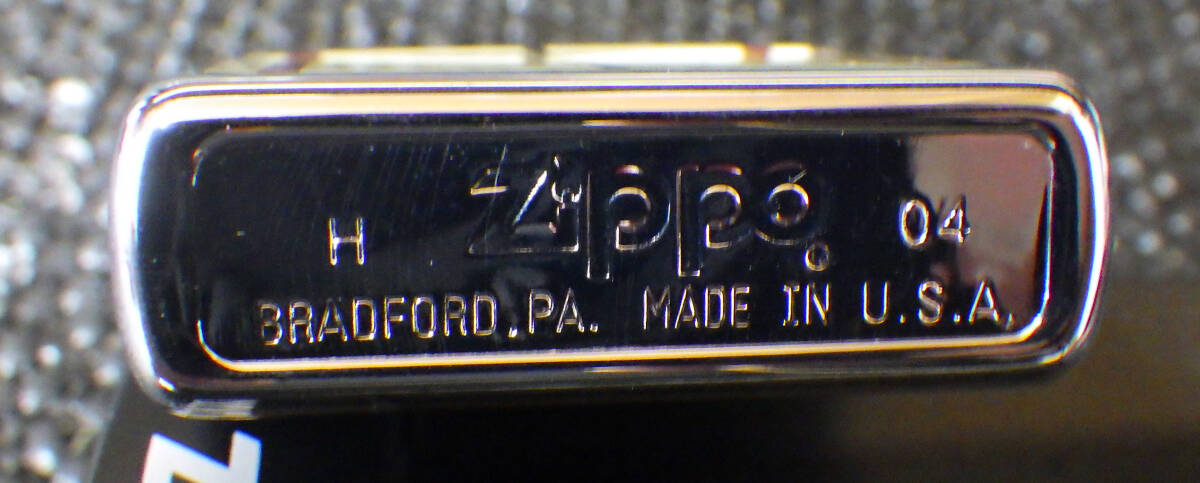 H Zippo® 04
BRADFORD, PA. MADE IN U.S.A.
Z